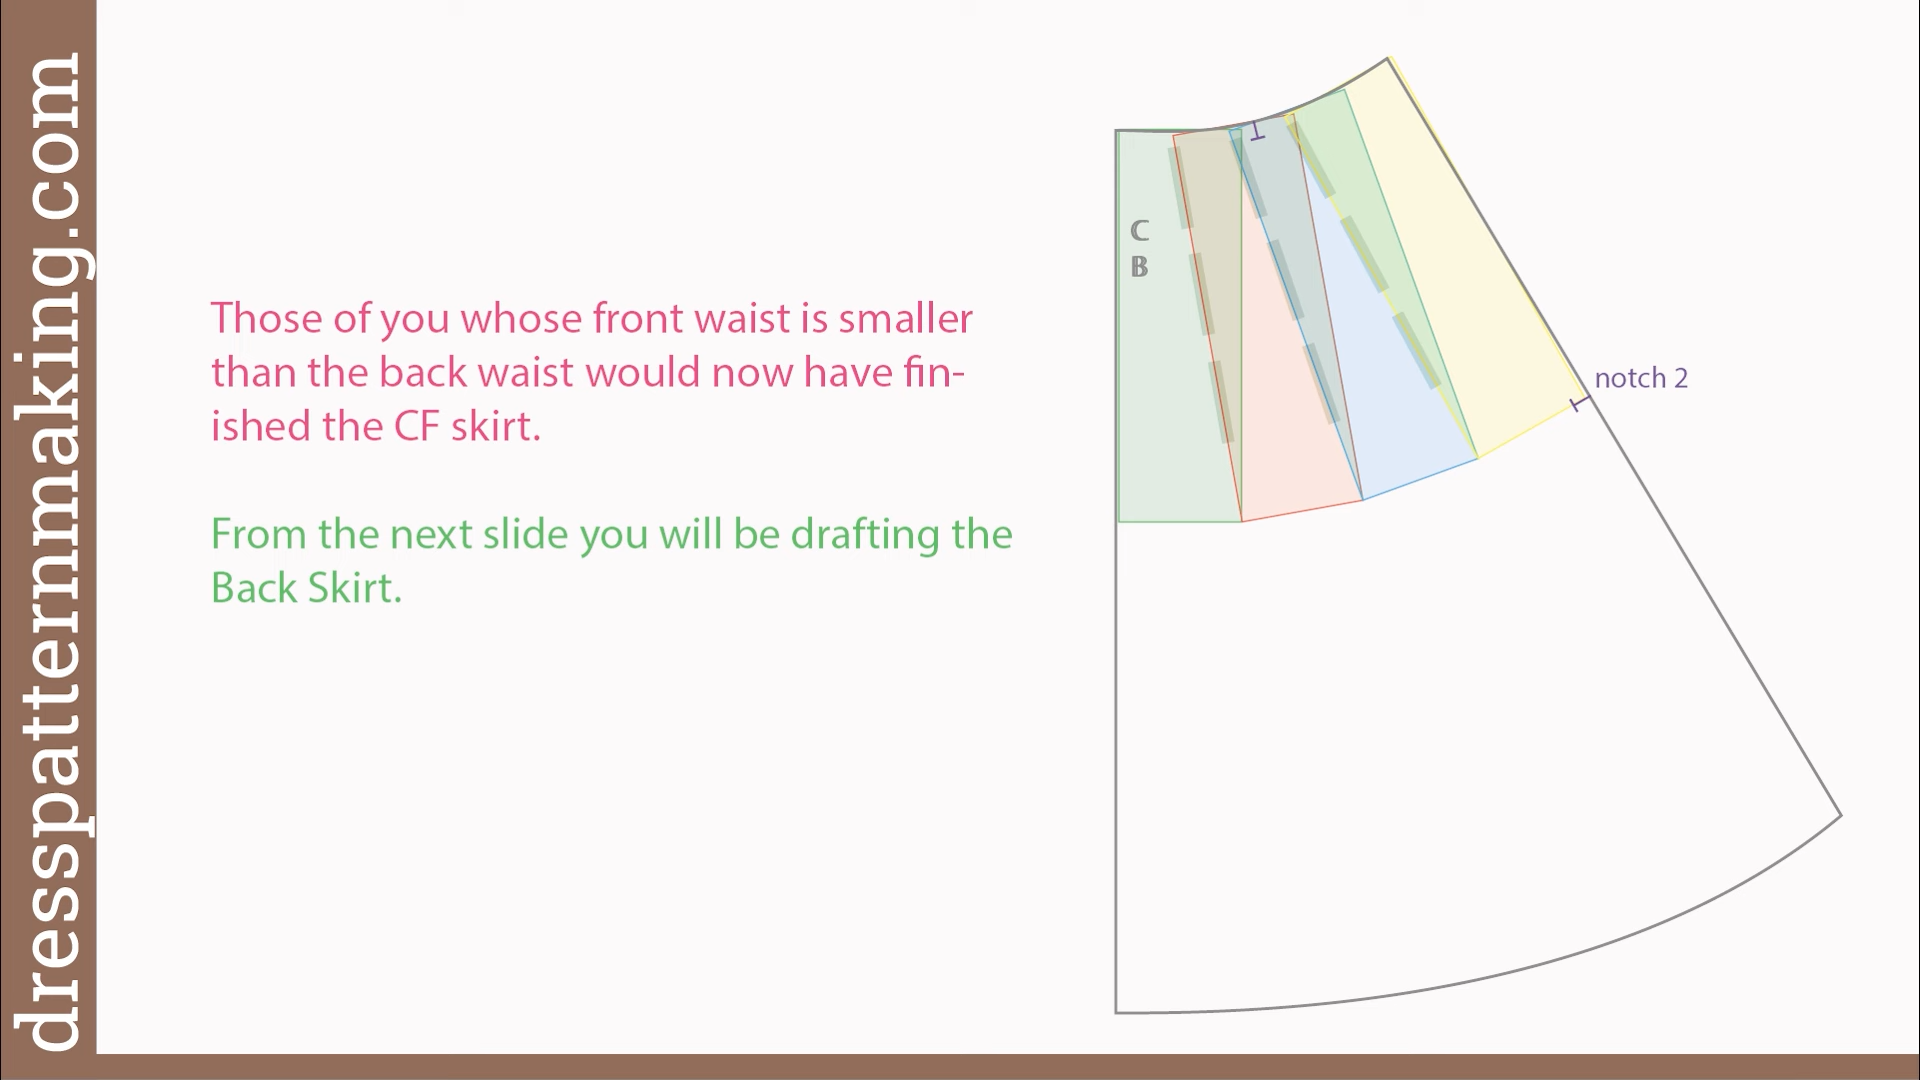 dresspatternmaking.com
Those of you whose front waist is smaller
than the back waist would now have fin-
ished the CF skirt.
From the next slide you will be drafting the
Back Skirt.
C
B
notch 2